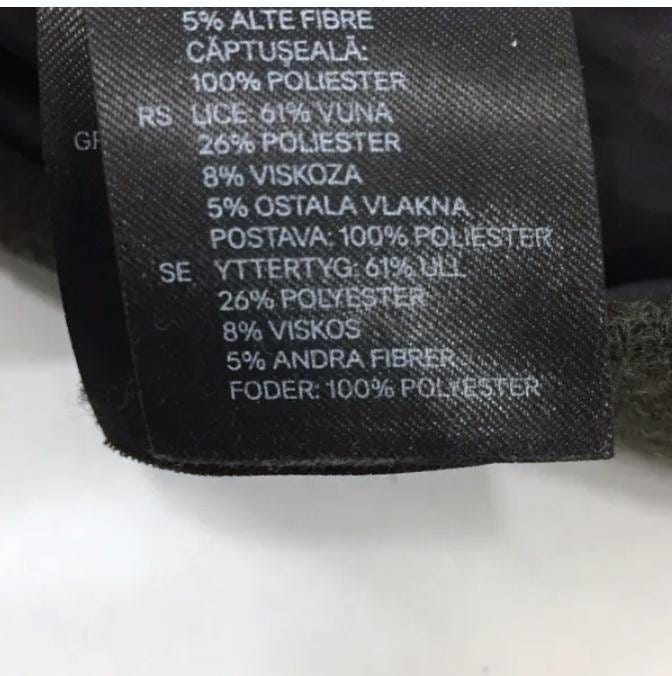 5% ALTE FIBRE
CĂPTUŞEALĂ:
100% POLIESTER
RS LICE: 61% VUNA
GR
26% POLIESTER
8% VISKOZA
5% OSTALA VLAKNA
POSTAVA: 100% POLIESTER
SE YTTERTYG: 61% ULL
26% POLYESTER
8% VISKOS
5% ANDRA FIBRER
FODER: 100% POLYESTER